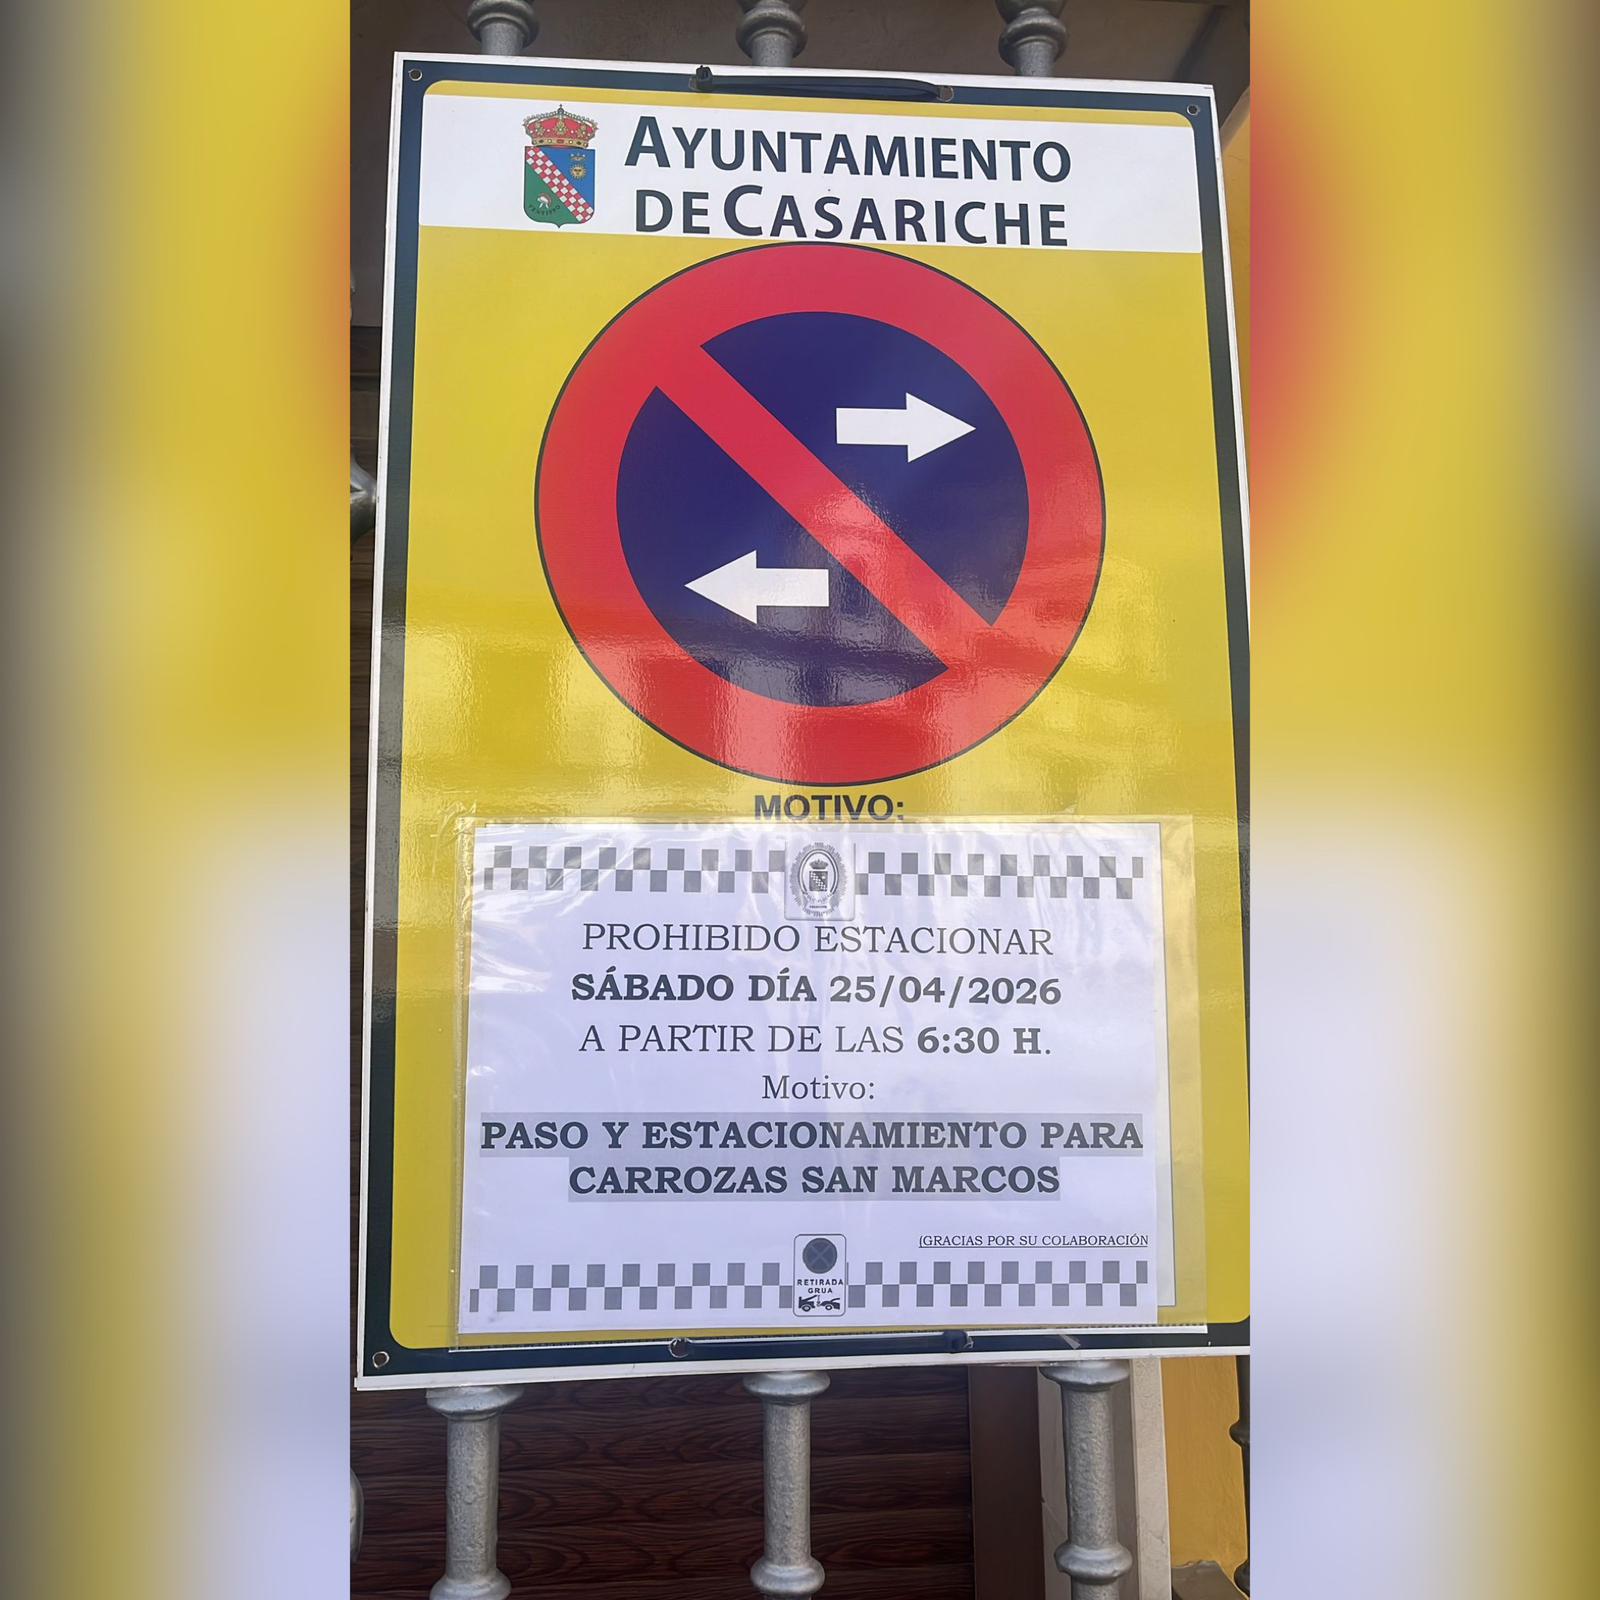 AYUNTAMIENTO
DE CASARICHE
MOTIVO:
PROHIBIDO ESTACIONAR
SÁBADO DÍA 25/04/2026
A PARTIR DE LAS 6:30 H.
Motivo:
PASO Y ESTACIONAMIENTO PARA
CARROZAS SAN MARCOS
(GRACIAS POR SU COLABORACIÓN
RETIRADA
GRUA